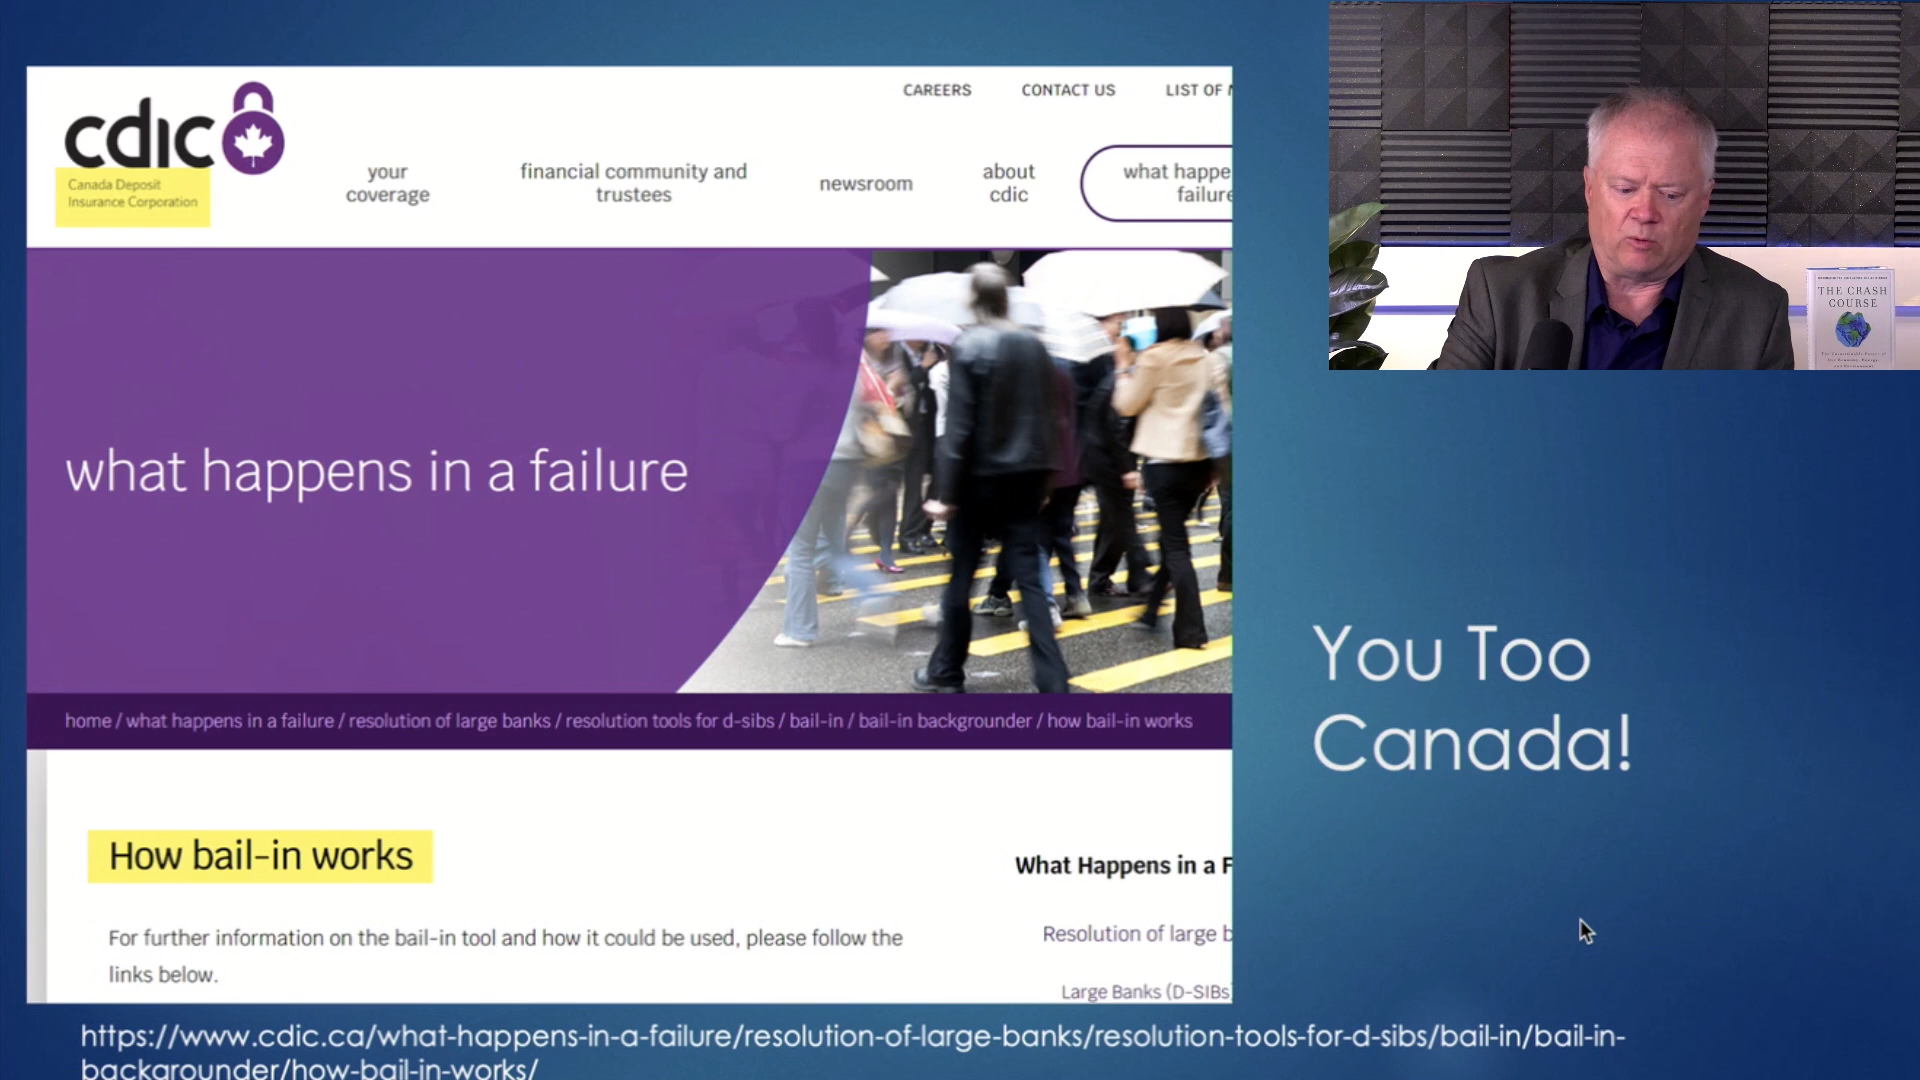 CAREERS CONTACT US LIST OF
cdic
Canada Deposit
Insurance Corporation
your
coverage
financial community and
trustees
newsroom
about
cdic
what happe
failure
what happens in a failure
home / what happens in a failure / resolution of large banks / resolution tools for d-sibs / bail-in / bail-in backgrounder / how bail-in works
How bail-in works
For further information on the bail-in tool and how it could be used, please follow the
links below.
What Happens in a F
Resolution of large b
Large Banks (D-SIBs)
THE CRASH
COURSE
You Too
Canada!
https://www.cdic.ca/what-happens-in-a-failure/resolution-of-large-banks/resolution-tools-for-d-sibs/bail-in/bail-in-
backgrounder/how-bail-in-works/